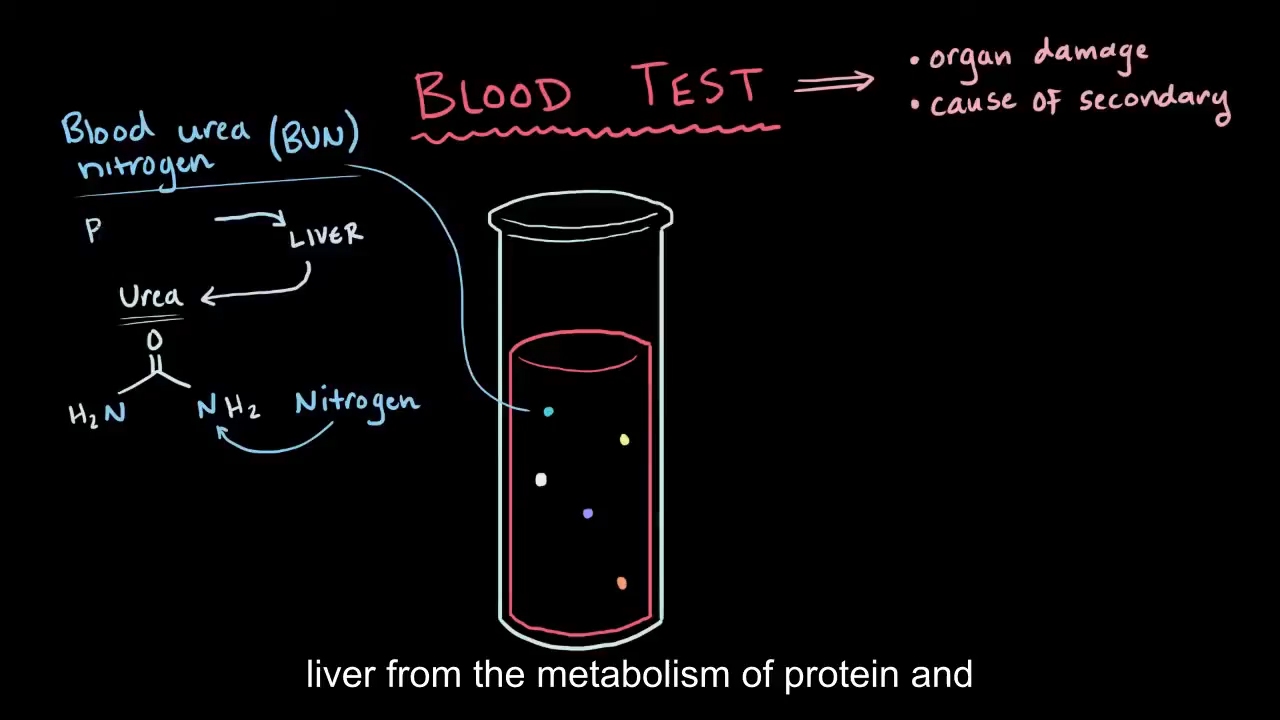 BLOOD TEST
• organ damage
• cause of secondary
Blood urea
nitrogen (BUN)
P
LIVER
Urea
O
H₂N NH₂
Nitrogen
liver from the metabolism of protein and